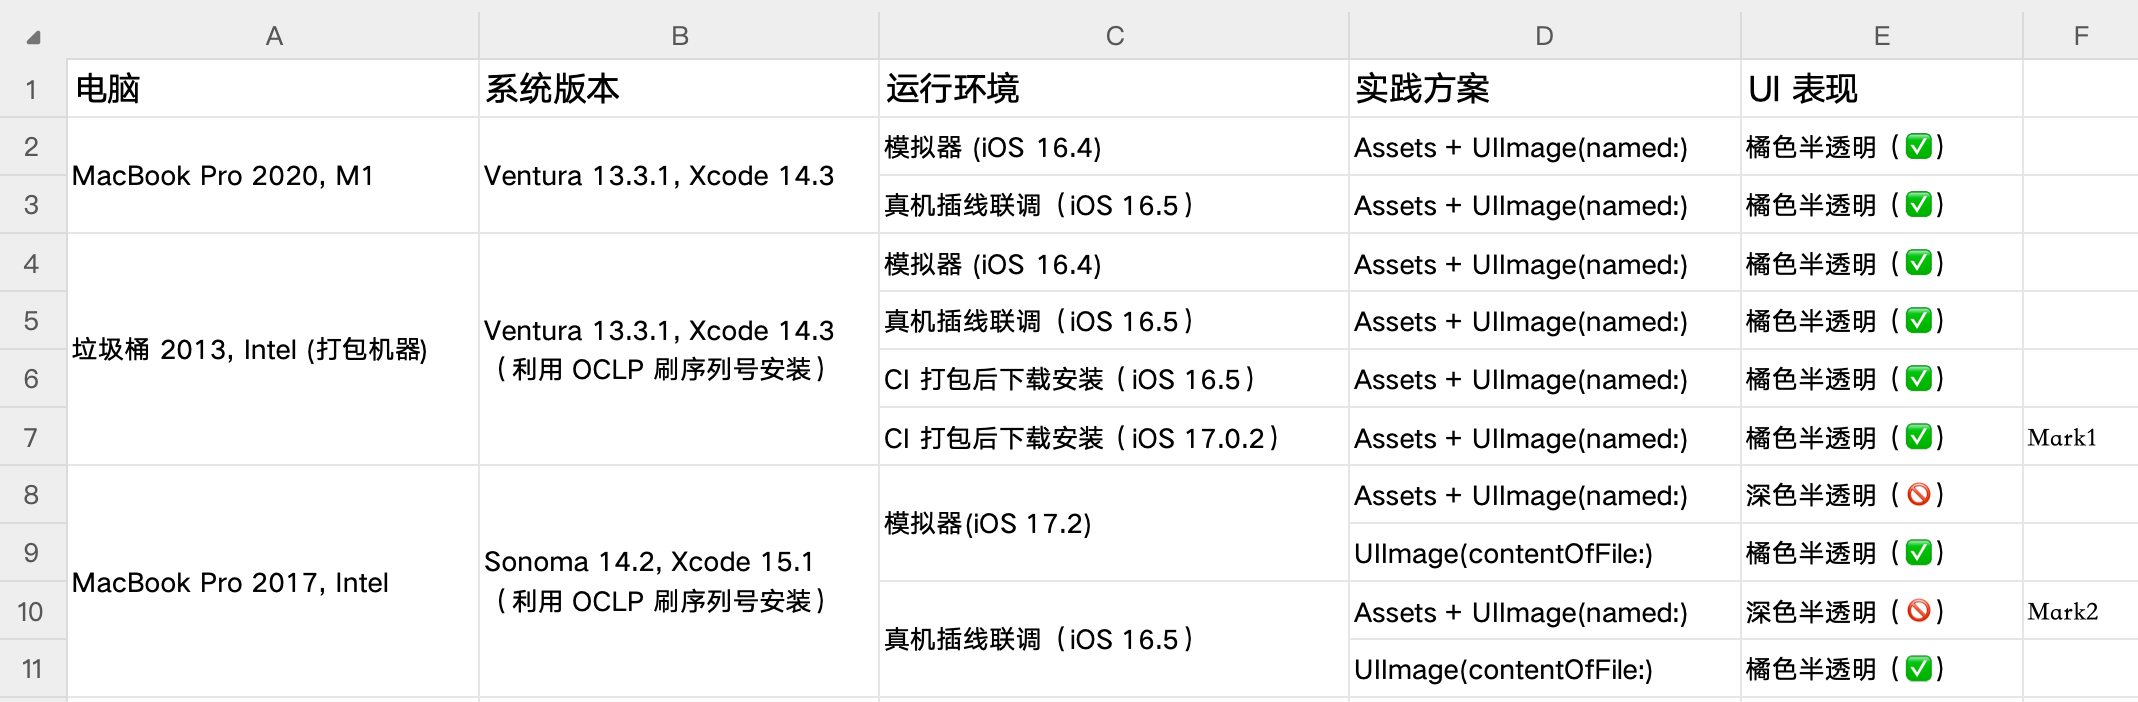 A B C D E F
1 电脑 系统版本 运行环境 实践方案 UI 表现
2 MacBook Pro 2020, M1 Ventura 13.3.1, Xcode 14.3 模拟器 (iOS 16.4) Assets + UIImage(named:) 橘色半透明（✅）
3 真机插线联调（iOS 16.5） Assets + UIImage(named:) 橘色半透明（✅）
4 垃圾桶 2013, Intel (打包机器) Ventura 13.3.1, Xcode 14.3（利用 OCLP 刷序列号安装） 模拟器 (iOS 16.4) Assets + UIImage(named:) 橘色半透明（✅）
5 真机插线联调（iOS 16.5） Assets + UIImage(named:) 橘色半透明（✅）
6 CI 打包后下载安装（iOS 16.5） Assets + UIImage(named:) 橘色半透明（✅）
7 CI 打包后下载安装（iOS 17.0.2） Assets + UIImage(named:) 橘色半透明（✅） Mark1
8 MacBook Pro 2017, Intel Sonoma 14.2, Xcode 15.1（利用 OCLP 刷序列号安装） 模拟器(iOS 17.2) Assets + UIImage(named:) 深色半透明（🚫）
9 UIImage(contentOfFile:) 橘色半透明（✅）
10 真机插线联调（iOS 16.5） Assets + UIImage(named:) 深色半透明（🚫） Mark2
11 UIImage(contentOfFile:) 橘色半透明（✅）